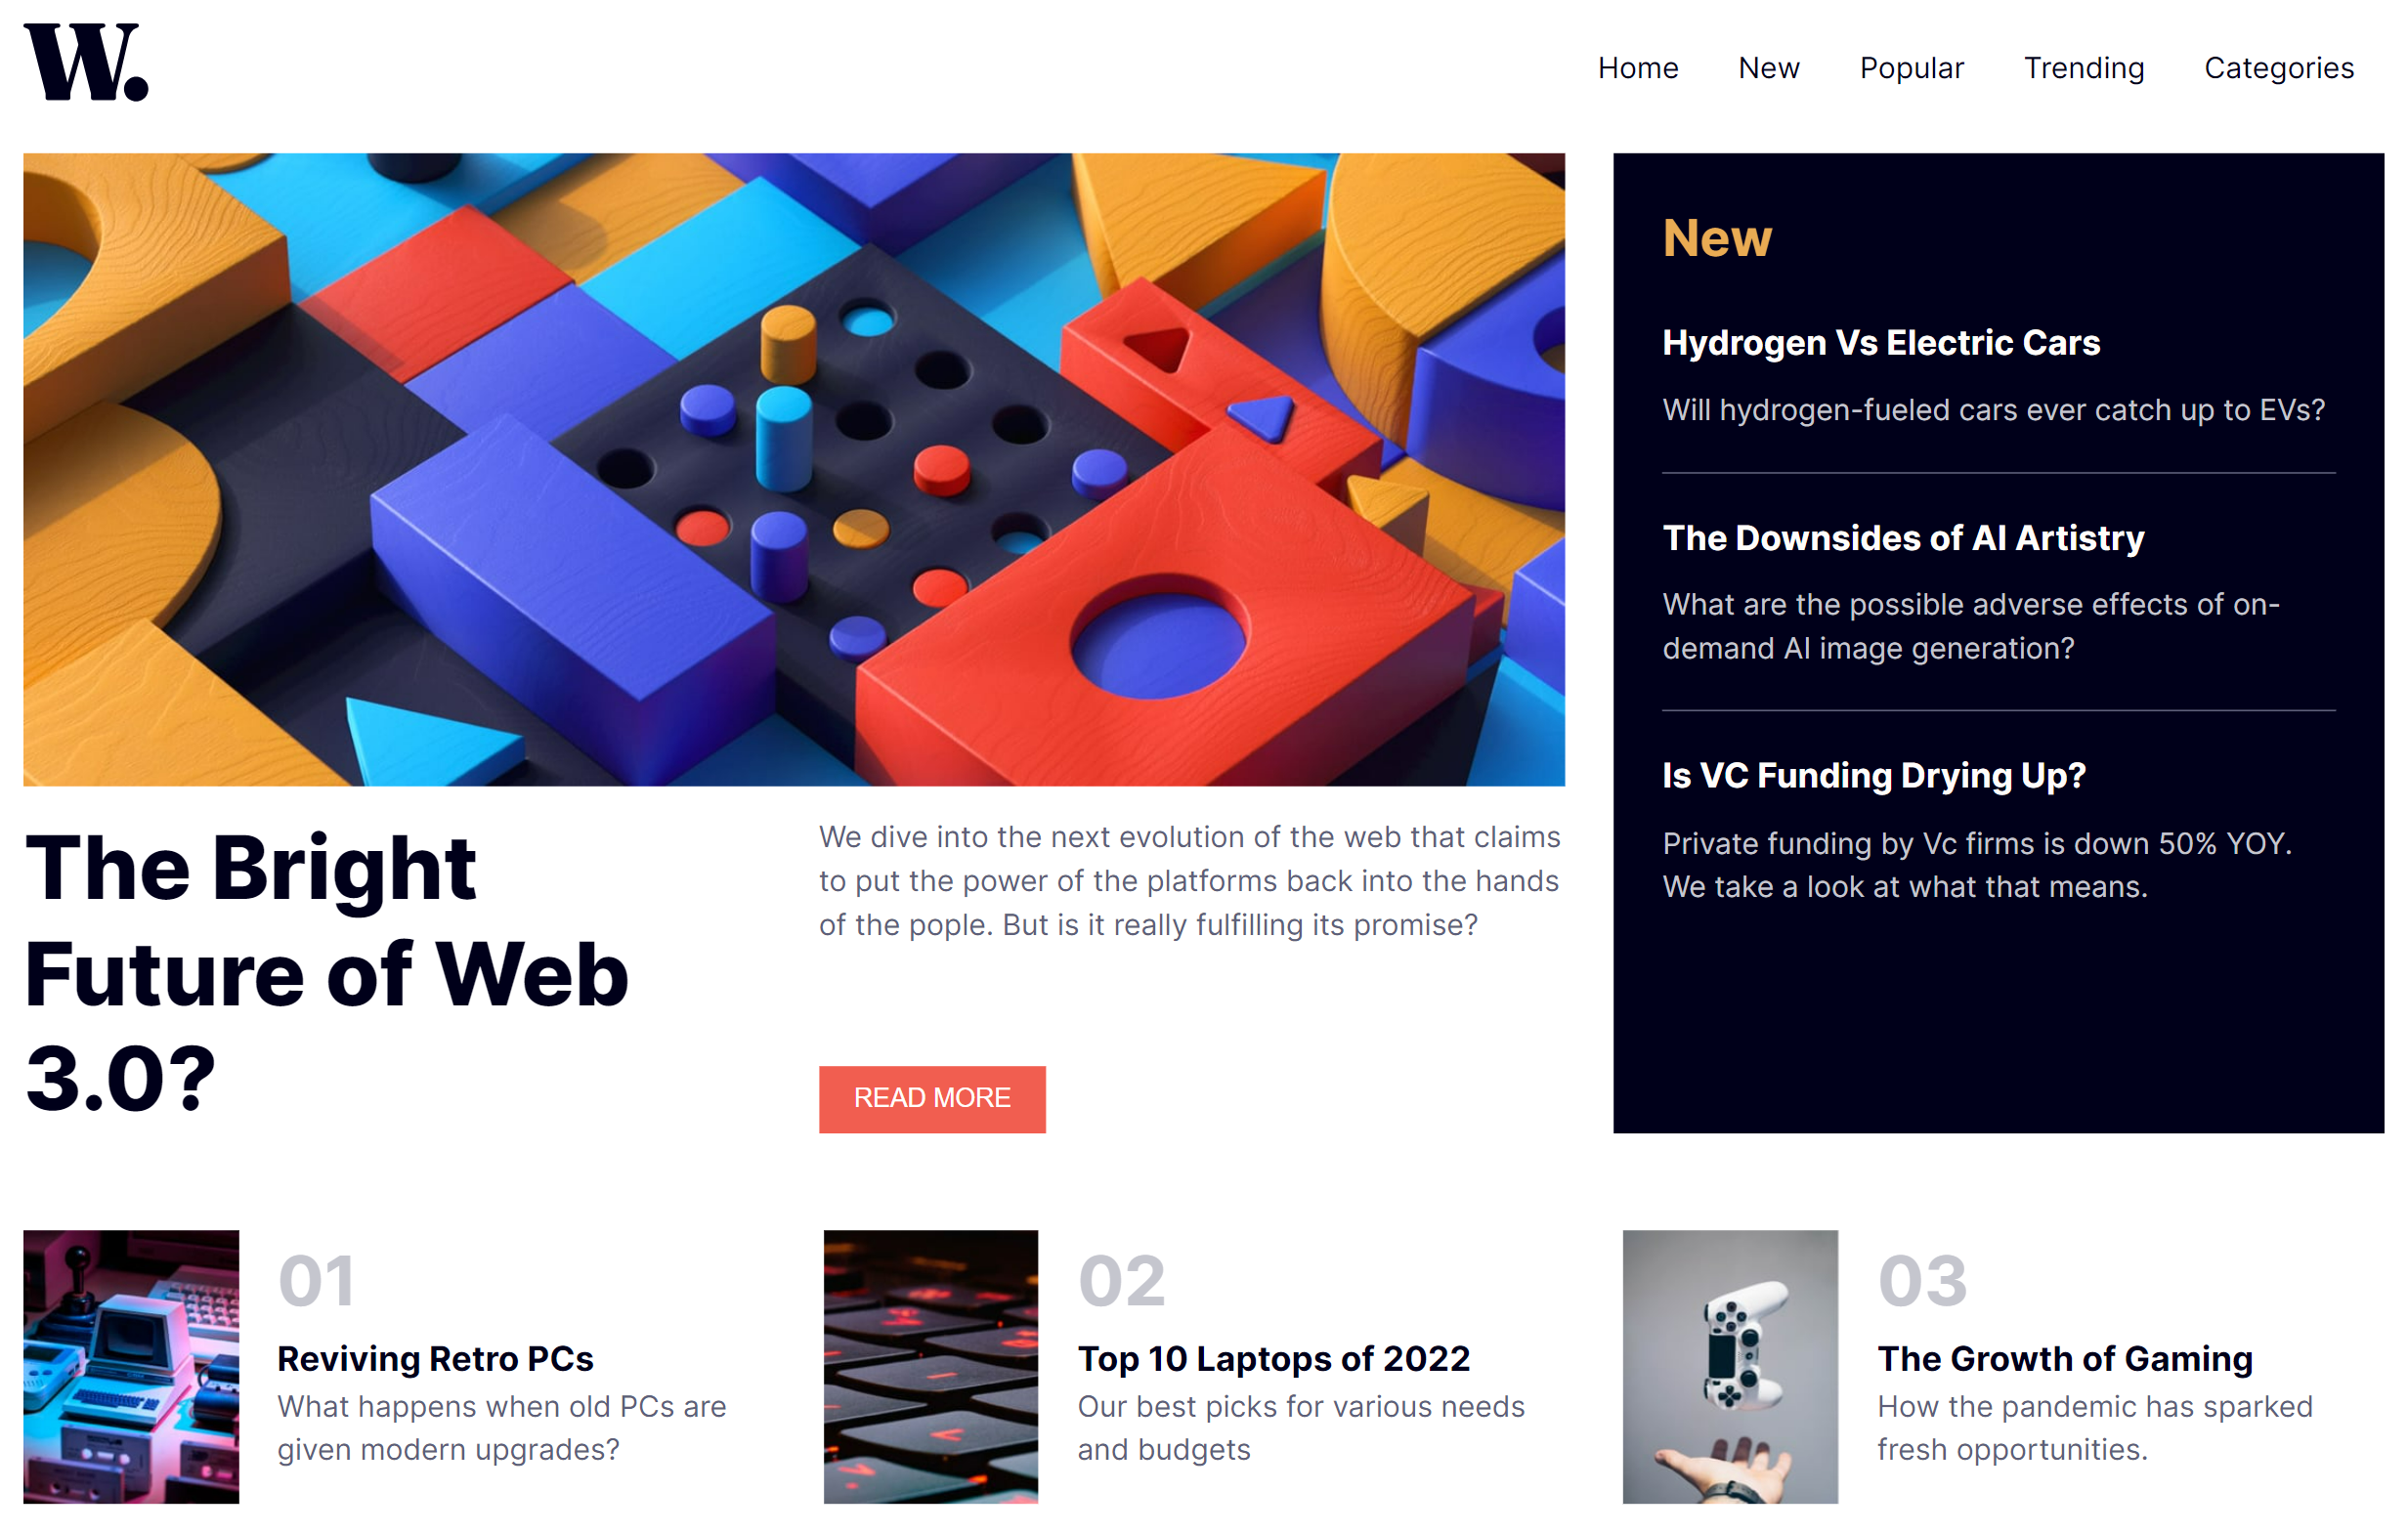 W.
Home New Popular Trending Categories
New
Hydrogen Vs Electric Cars
Will hydrogen-fueled cars ever catch up to EVs?
The Downsides of AI Artistry
What are the possible adverse effects of on-
demand AI image generation?
Is VC Funding Drying Up?
Private funding by Vc firms is down 50% YOY.
We take a look at what that means.
The Bright
Future of Web
3.0?
We dive into the next evolution of the web that claims
to put the power of the platforms back into the hands
of the pople. But is it really fulfilling its promise?
READ MORE
01
Reviving Retro PCs
What happens when old PCs are
given modern upgrades?
02
Top 10 Laptops of 2022
Our best picks for various needs
and budgets
03
The Growth of Gaming
How the pandemic has sparked
fresh opportunities.